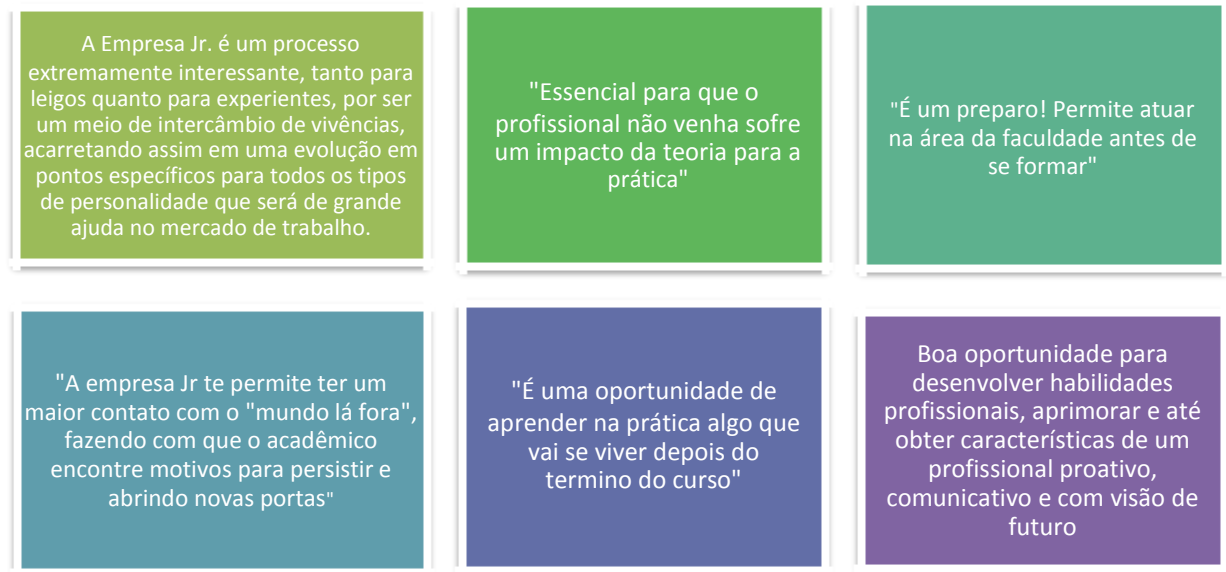 A Empresa Jr. é um processo
extremamente interessante, tanto para
leigos quanto para experientes, por ser
um meio de intercâmbio de vivências,
acarretando assim em uma evolução em
pontos específicos para todos os tipos
de personalidade que será de grande
ajuda no mercado de trabalho.
"Essencial para que o
profissional não venha sofre
um impacto da teoria para a
prática"
"É um preparo! Permite atuar
na área da faculdade antes de
se formar"
"A empresa Jr te permite ter um
maior contato com o "mundo lá fora",
fazendo com que o acadêmico
encontre motivos para persistir e
abrindo novas portas"
"É uma oportunidade de
aprender na prática algo que
vai se viver depois do
termino do curso"
Boa oportunidade para
desenvolver habilidades
profissionais, aprimorar e até
obter características de um
profissional proativo,
comunicativo e com visão de
futuro